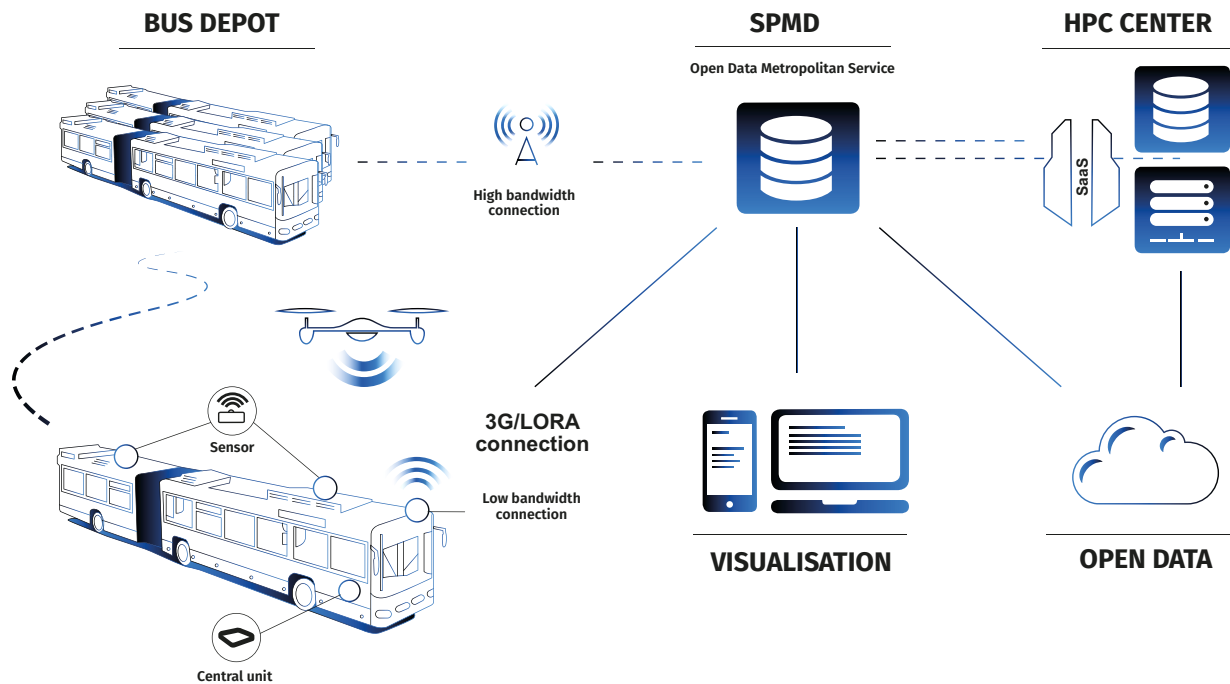 BUS DEPOT
SPMD
HPC CENTER
Open Data Metropolitan Service
SaaS
High bandwidth
connection
3G/LORA
connection
Sensor
Low bandwidth
connection
VISUALISATION
OPEN DATA
Central unit